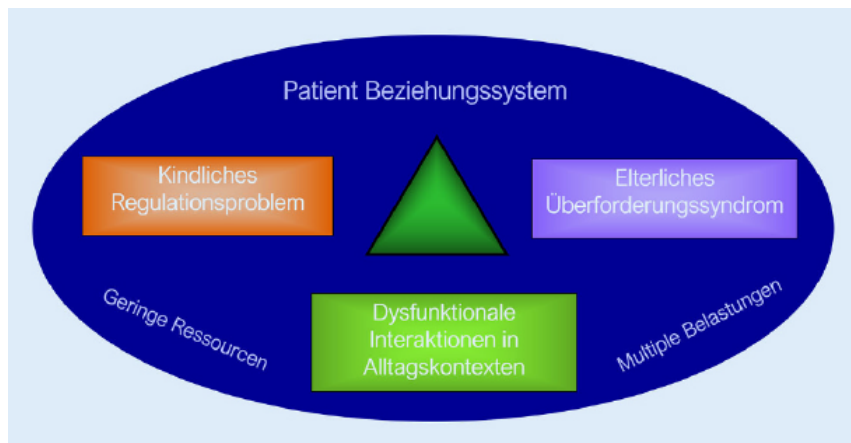 Patient Beziehungssystem
Kindliches
Regulationsproblem
Elterliches
Überforderungssyndrom
Geringe Ressourcen
Dysfunktionale
Interaktionen in
Alltagskontexten
Multiple Belastungen